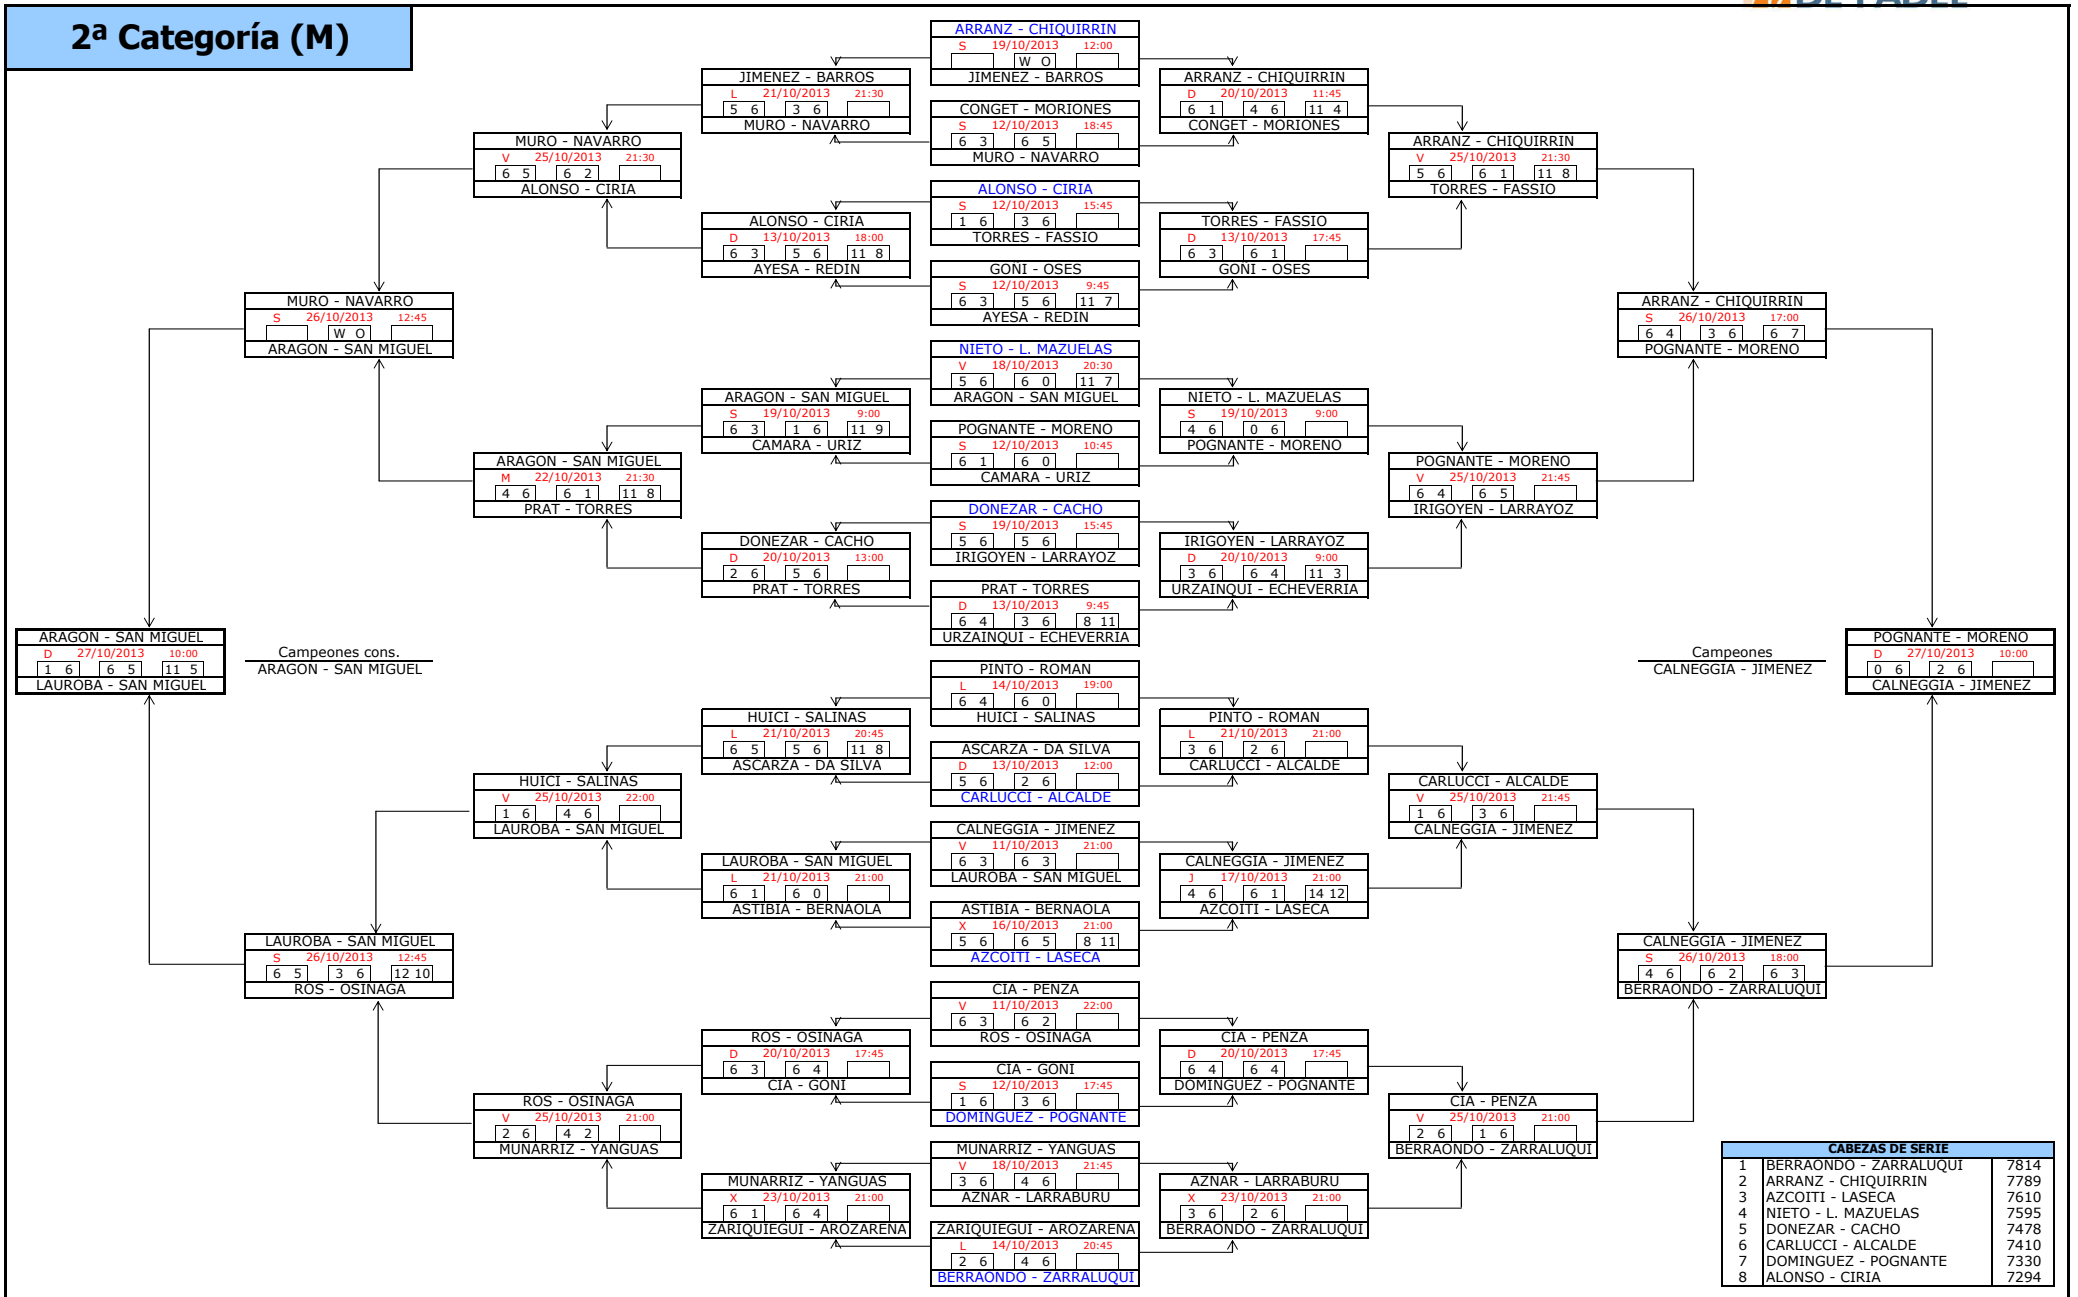 DE PADEL
2ª Categoría (M)
ARRANZ - CHIQUIRRIN
S 19/10/2013 12:00
W O
JIMENEZ - BARROS
CONGET - MORIONES
S 12/10/2013 18:45
6 3 6 5
MURO - NAVARRO
ALONSO - CIRIA
S 12/10/2013 15:45
1 6 3 6
TORRES - FASSIO
GOÑI - OSES
S 12/10/2013 9:45
6 3 5 6 11 7
AYESA - REDIN
NIETO - L. MAZUELAS
V 18/10/2013 20:30
5 6 6 0 11 7
ARAGON - SAN MIGUEL
POGNANTE - MORENO
S 12/10/2013 10:45
6 1 6 0
CAMARA - URIZ
DONEZAR - CACHO
S 19/10/2013 15:45
5 6 5 6
IRIGOYEN - LARRAYOZ
PRAT - TORRES
D 13/10/2013 9:45
6 4 3 6 8 11
URZAINQUI - ECHEVERRIA
PINTO - ROMAN
L 14/10/2013 19:00
6 4 6 0
HUICI - SALINAS
ASCARZA - DA SILVA
D 13/10/2013 12:00
5 6 2 6
CARLUCCI - ALCALDE
CALNEGGIA - JIMENEZ
V 11/10/2013 21:00
6 3 6 3
LAUROBA - SAN MIGUEL
ASTIBIA - BERNAOLA
X 16/10/2013 21:00
5 6 6 5 8 11
AZCOITI - LASECA
CIA - PENZA
V 11/10/2013 22:00
6 3 6 2
ROS - OSINAGA
CIA - GOÑI
S 12/10/2013 17:45
1 6 3 6
DOMINGUEZ - POGNANTE
MUNARRIZ - YANGUAS
V 18/10/2013 21:45
3 6 4 6
AZNAR - LARRABURU
ZARIQUIEGUI - AROZARENA
L 14/10/2013 20:45
2 6 4 6
BERRAONDO - ZARRALUQUI
JIMENEZ - BARROS
L 21/10/2013 21:30
5 6 3 6
MURO - NAVARRO
ALONSO - CIRIA
D 13/10/2013 18:00
6 3 5 6 11 8
AYESA - REDIN
ARAGON - SAN MIGUEL
S 19/10/2013 9:00
6 3 1 6 11 9
CAMARA - URIZ
DONEZAR - CACHO
D 20/10/2013 13:00
2 6 5 6
PRAT - TORRES
HUICI - SALINAS
L 21/10/2013 20:45
6 5 5 6 11 8
ASCARZA - DA SILVA
LAUROBA - SAN MIGUEL
L 21/10/2013 21:00
6 1 6 0
ASTIBIA - BERNAOLA
ROS - OSINAGA
D 20/10/2013 17:45
6 3 6 4
CIA - GOÑI
MUNARRIZ - YANGUAS
X 23/10/2013 21:00
6 1 6 4
ZARIQUIEGUI - AROZARENA
MURO - NAVARRO
V 25/10/2013 21:30
6 5 6 2
ALONSO - CIRIA
ARAGON - SAN MIGUEL
M 22/10/2013 21:30
4 6 6 1 11 8
PRAT - TORRES
HUICI - SALINAS
V 25/10/2013 22:00
1 6 4 6
LAUROBA - SAN MIGUEL
ROS - OSINAGA
V 25/10/2013 21:00
2 6 4 2
MUNARRIZ - YANGUAS
MURO - NAVARRO
S 26/10/2013 12:45
W O
ARAGON - SAN MIGUEL
LAUROBA - SAN MIGUEL
S 26/10/2013 12:45
6 5 3 6 12 10
ROS - OSINAGA
ARAGON - SAN MIGUEL
D 27/10/2013 10:00
1 6 6 5 11 5
LAUROBA - SAN MIGUEL
Campeones cons.
ARAGON - SAN MIGUEL
ARRANZ - CHIQUIRRIN
D 20/10/2013 11:45
6 1 4 6 11 4
CONGET - MORIONES
TORRES - FASSIO
D 13/10/2013 17:45
6 3 6 1
GOÑI - OSES
NIETO - L. MAZUELAS
S 19/10/2013 9:00
4 6 0 6
POGNANTE - MORENO
IRIGOYEN - LARRAYOZ
D 20/10/2013 9:00
3 6 6 4 11 3
URZAINQUI - ECHEVERRIA
PINTO - ROMAN
L 21/10/2013 21:00
3 6 2 6
CARLUCCI - ALCALDE
CALNEGGIA - JIMENEZ
J 17/10/2013 21:00
4 6 6 1 14 12
AZCOITI - LASECA
CIA - PENZA
D 20/10/2013 17:45
6 4 6 4
DOMINGUEZ - POGNANTE
AZNAR - LARRABURU
X 23/10/2013 21:00
3 6 2 6
BERRAONDO - ZARRALUQUI
ARRANZ - CHIQUIRRIN
V 25/10/2013 21:30
5 6 6 1 11 8
TORRES - FASSIO
POGNANTE - MORENO
V 25/10/2013 21:45
6 4 6 5
IRIGOYEN - LARRAYOZ
CARLUCCI - ALCALDE
V 25/10/2013 21:45
1 6 3 6
CALNEGGIA - JIMENEZ
CIA - PENZA
V 25/10/2013 21:00
2 6 1 6
BERRAONDO - ZARRALUQUI
ARRANZ - CHIQUIRRIN
S 26/10/2013 17:00
6 4 3 6 6 7
POGNANTE - MORENO
CALNEGGIA - JIMENEZ
S 26/10/2013 18:00
4 6 6 2 6 3
BERRAONDO - ZARRALUQUI
Campeones
CALNEGGIA - JIMENEZ
POGNANTE - MORENO
D 27/10/2013 10:00
0 6 2 6
CALNEGGIA - JIMENEZ
CABEZAS DE SERIE
1 BERRAONDO - ZARRALUQUI 7814
2 ARRANZ - CHIQUIRRIN 7789
3 AZCOITI - LASECA 7610
4 NIETO - L. MAZUELAS 7595
5 DONEZAR - CACHO 7478
6 CARLUCCI - ALCALDE 7410
7 DOMINGUEZ - POGNANTE 7330
8 ALONSO - CIRIA 7294